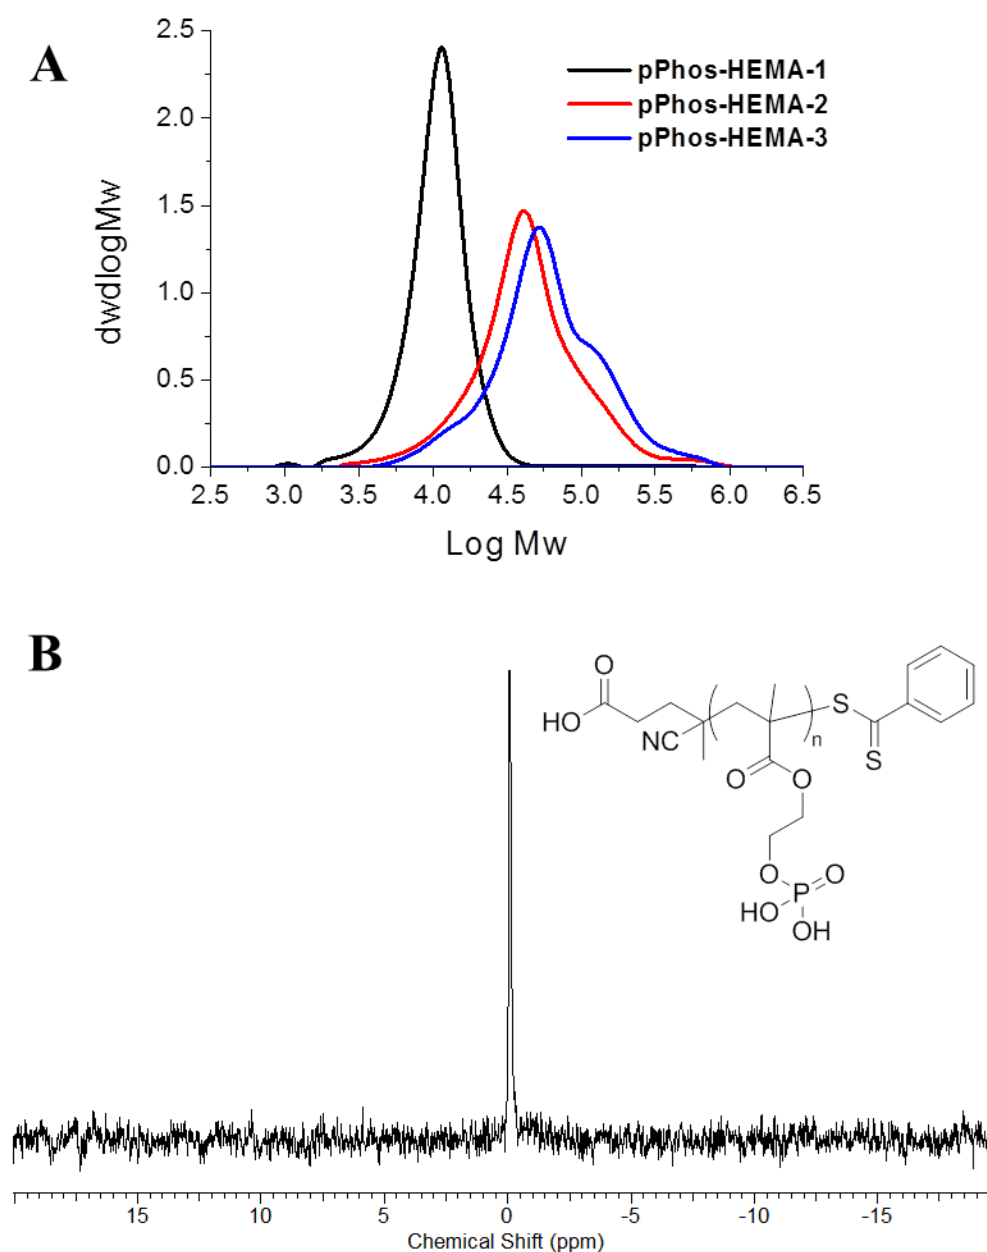 A
pPhos-HEMA-1
pPhos-HEMA-2
pPhos-HEMA-3
dwdlogMw
2.5
2.0
1.5
1.0
0.5
0.0
2.5 3.0 3.5 4.0 4.5 5.0 5.5 6.0 6.5
Log Mw
B
O
HO
NC
n
S
S
O
O
O
P
O
HO
OH
15 10 5 0 -5 -10 -15
Chemical Shift (ppm)